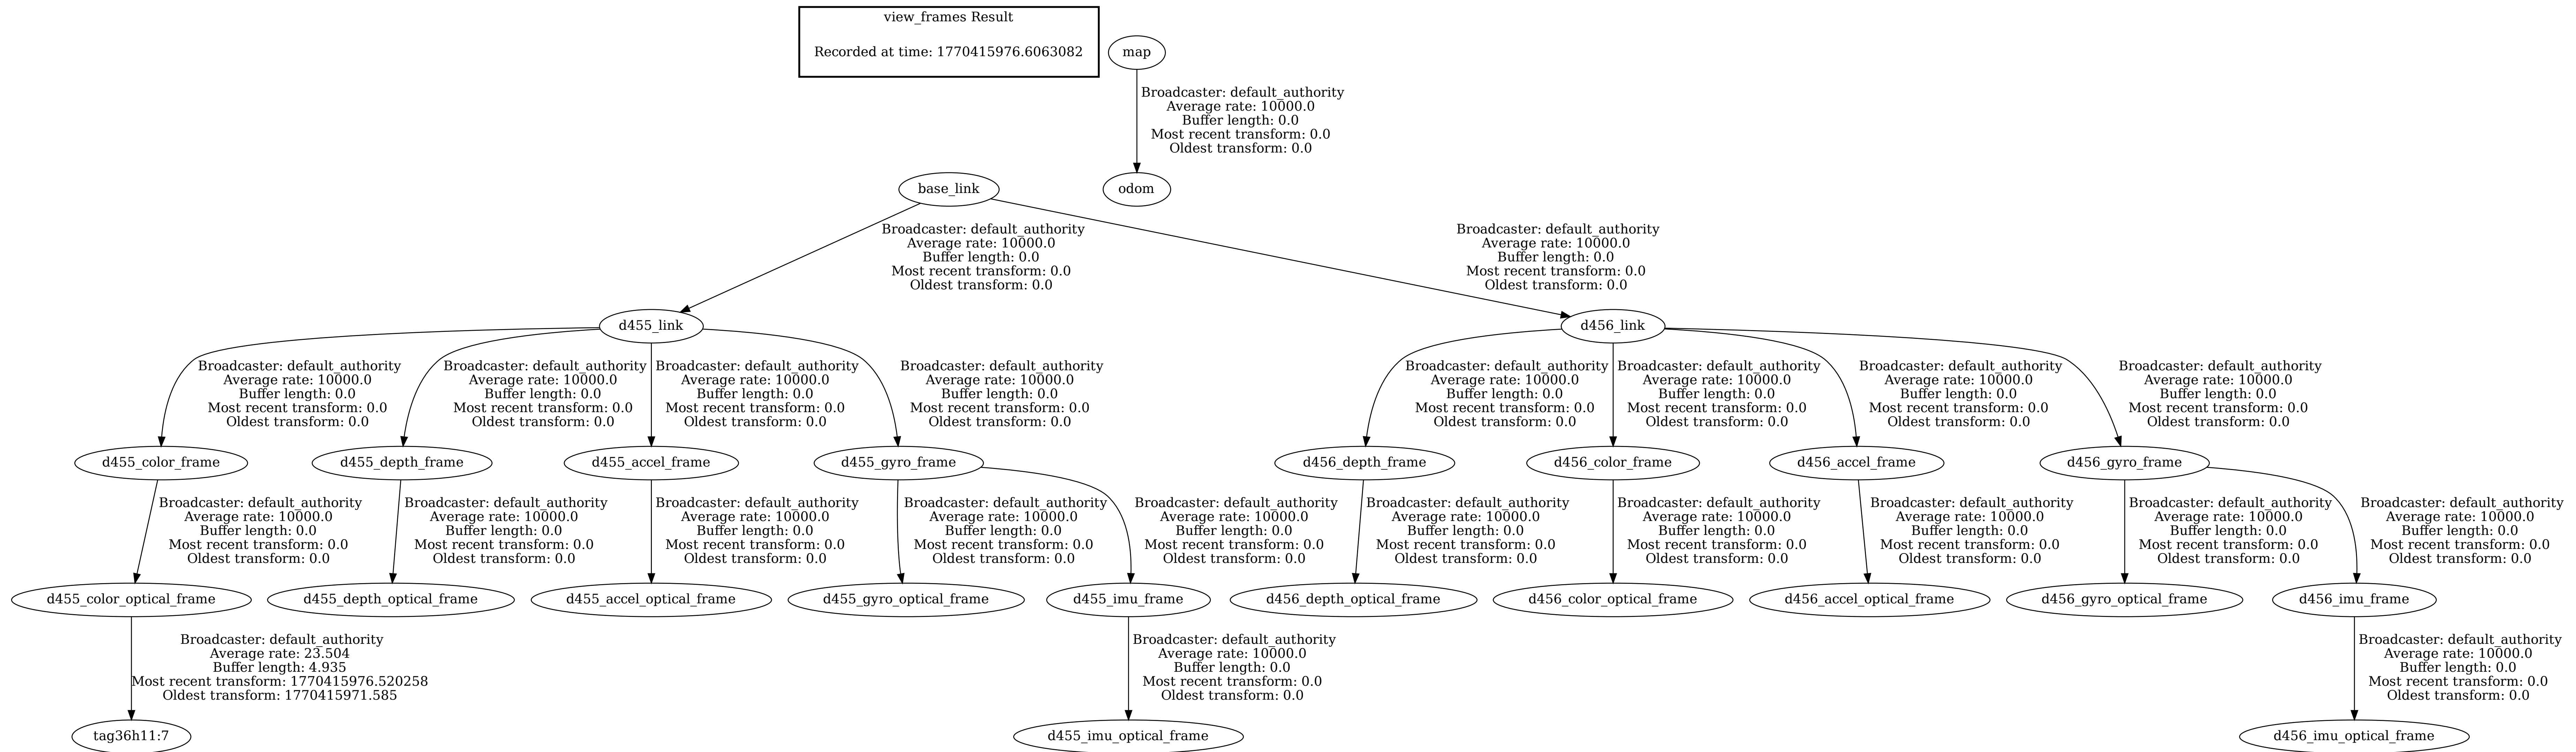 view_frames Result
Recorded at time: 1770415976.6063082
map
Broadcaster: default_authority
Average rate: 10000.0
Buffer length: 0.0
Most recent transform: 0.0
Oldest transform: 0.0
base_link
odom
Broadcaster: default_authority
Average rate: 10000.0
Buffer length: 0.0
Most recent transform: 0.0
Oldest transform: 0.0
Broadcaster: default_authority
Average rate: 10000.0
Buffer length: 0.0
Most recent transform: 0.0
Oldest transform: 0.0
d455_link
d456_link
Broadcaster: default_authority
Average rate: 10000.0
Buffer length: 0.0
Most recent transform: 0.0
Oldest transform: 0.0
Broadcaster: default_authority
Average rate: 10000.0
Buffer length: 0.0
Most recent transform: 0.0
Oldest transform: 0.0
Broadcaster: default_authority
Average rate: 10000.0
Buffer length: 0.0
Most recent transform: 0.0
Oldest transform: 0.0
Broadcaster: default_authority
Average rate: 10000.0
Buffer length: 0.0
Most recent transform: 0.0
Oldest transform: 0.0
Broadcaster: default_authority
Average rate: 10000.0
Buffer length: 0.0
Most recent transform: 0.0
Oldest transform: 0.0
Broadcaster: default_authority
Average rate: 10000.0
Buffer length: 0.0
Most recent transform: 0.0
Oldest transform: 0.0
Broadcaster: default_authority
Average rate: 10000.0
Buffer length: 0.0
Most recent transform: 0.0
Oldest transform: 0.0
Broadcaster: default_authority
Average rate: 10000.0
Buffer length: 0.0
Most recent transform: 0.0
Oldest transform: 0.0
d455_color_frame
d455_depth_frame
d455_accel_frame
d455_gyro_frame
d456_depth_frame
d456_color_frame
d456_accel_frame
d456_gyro_frame
Broadcaster: default_authority
Average rate: 10000.0
Buffer length: 0.0
Most recent transform: 0.0
Oldest transform: 0.0
Broadcaster: default_authority
Average rate: 10000.0
Buffer length: 0.0
Most recent transform: 0.0
Oldest transform: 0.0
Broadcaster: default_authority
Average rate: 10000.0
Buffer length: 0.0
Most recent transform: 0.0
Oldest transform: 0.0
Broadcaster: default_authority
Average rate: 10000.0
Buffer length: 0.0
Most recent transform: 0.0
Oldest transform: 0.0
Broadcaster: default_authority
Average rate: 10000.0
Buffer length: 0.0
Most recent transform: 0.0
Oldest transform: 0.0
Broadcaster: default_authority
Average rate: 10000.0
Buffer length: 0.0
Most recent transform: 0.0
Oldest transform: 0.0
Broadcaster: default_authority
Average rate: 10000.0
Buffer length: 0.0
Most recent transform: 0.0
Oldest transform: 0.0
Broadcaster: default_authority
Average rate: 10000.0
Buffer length: 0.0
Most recent transform: 0.0
Oldest transform: 0.0
Broadcaster: default_authority
Average rate: 10000.0
Buffer length: 0.0
Most recent transform: 0.0
Oldest transform: 0.0
Broadcaster: default_authority
Average rate: 10000.0
Buffer length: 0.0
Most recent transform: 0.0
Oldest transform: 0.0
d455_color_optical_frame
d455_depth_optical_frame
d455_accel_optical_frame
d455_gyro_optical_frame
d455_imu_frame
d456_depth_optical_frame
d456_color_optical_frame
d456_accel_optical_frame
d456_gyro_optical_frame
d456_imu_frame
Broadcaster: default_authority
Average rate: 23.504
Buffer length: 4.935
Most recent transform: 1770415976.520258
Oldest transform: 1770415971.585
Broadcaster: default_authority
Average rate: 10000.0
Buffer length: 0.0
Most recent transform: 0.0
Oldest transform: 0.0
Broadcaster: default_authority
Average rate: 10000.0
Buffer length: 0.0
Most recent transform: 0.0
Oldest transform: 0.0
tag36h11:7
d455_imu_optical_frame
d456_imu_optical_frame